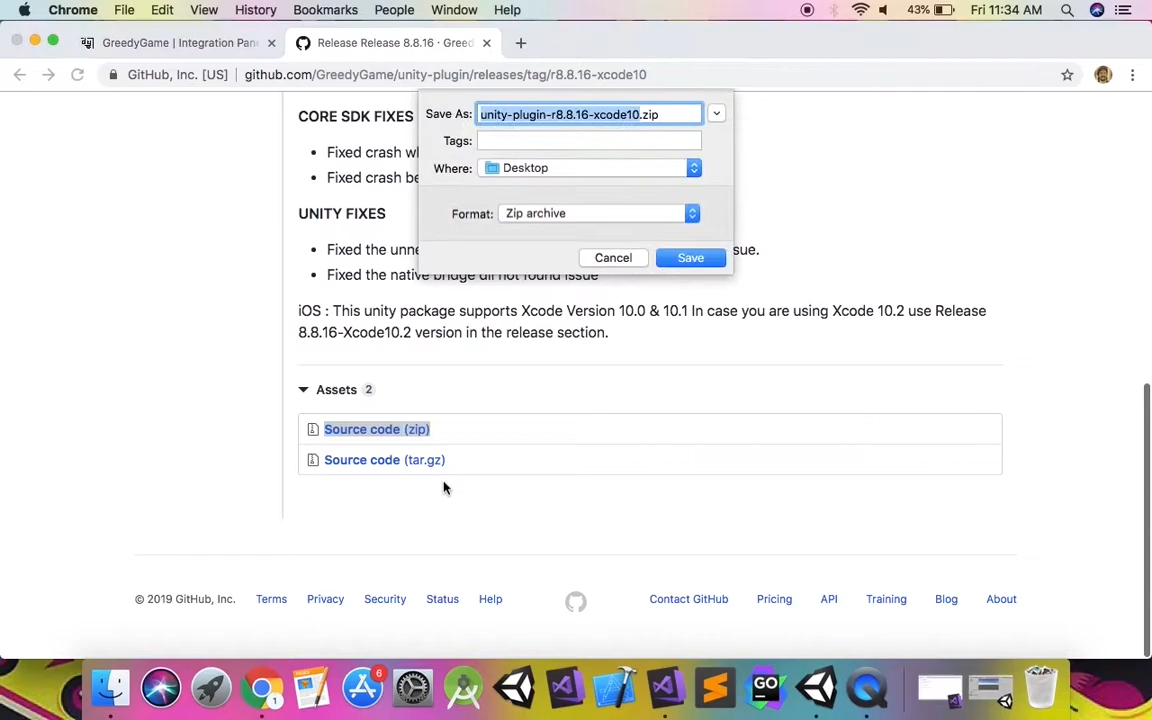 Chrome File Edit View History Bookmarks People Window Help 43% Fri 11:34 AM
GreedyGame | Integration Pan Release Release 8.8.16 · Greed
GitHub, Inc. [US] github.com/GreedyGame/unity-plugin/releases/tag/r8.8.16-xcode10
Save As: unity-plugin-r8.8.16-xcode10.zip
Tags:
Where: Desktop
Format: Zip archive
Cancel Save
CORE SDK FIXES
• Fixed crash
• Fixed crash
UNITY FIXES
• Fixed the sue.
• Fixed the native bridge dll not found issue
iOS : This unity package supports Xcode Version 10.0 & 10.1 In case you are using Xcode 10.2 use Release
8.8.16-Xcode10.2 version in the release section.
Assets 2
Source code (zip)
Source code (tar.gz)
© 2019 GitHub, Inc. Terms Privacy Security Status Help Contact GitHub Pricing API Training Blog About
6
1
GO